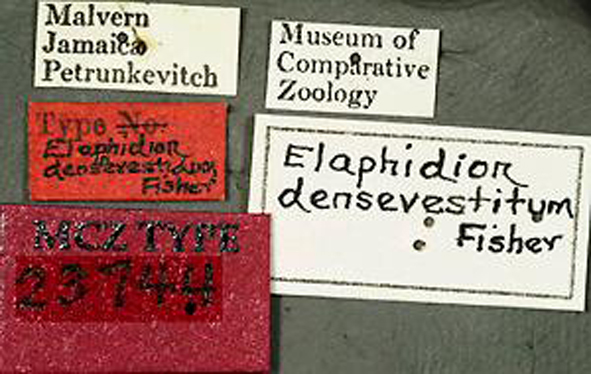 Malvern
Jamaica
Petrunkevitch
Museum of
Comparative
Zoology
Type No.
Elaphidion
densevestitum
Fisher
Elaphidion
densevestitum
Fisher
MCZ TYPE
23744